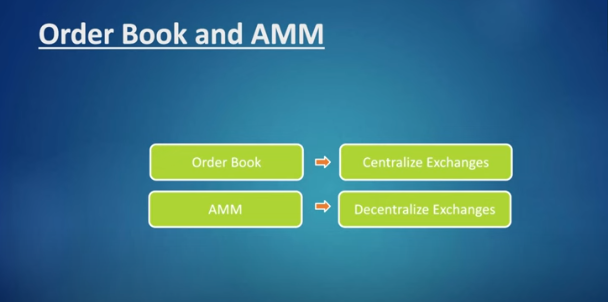 Order Book and AMM
Order Book
Centralize Exchanges
AMM
Decentralize Exchanges